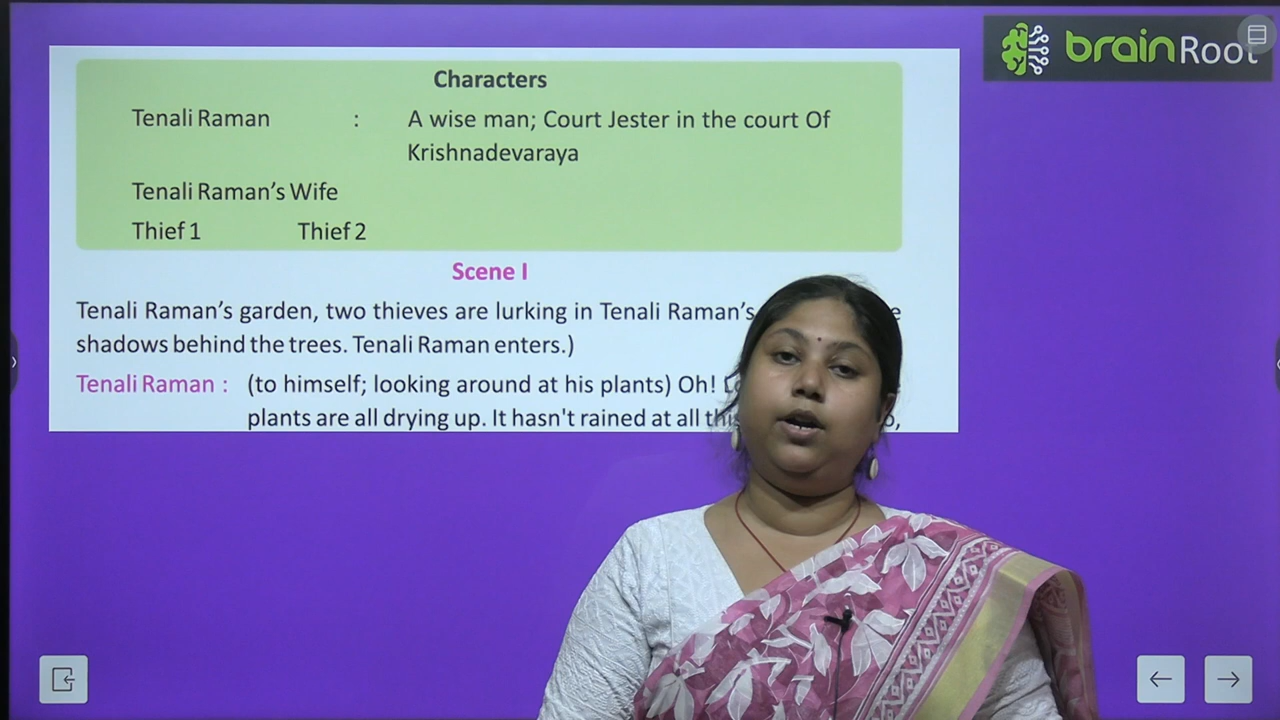 brainRoot
Characters
Tenali Raman : A wise man; Court Jester in the court Of
Krishnadevaraya
Tenali Raman's Wife
Thief 1 Thief 2
Scene I
Tenali Raman's garden, two thieves are lurking in Tenali Raman's
shadows behind the trees. Tenali Raman enters.)
Tenali Raman : (to himself; looking around at his plants) Oh!
plants are all drying up. It hasn't rained at all